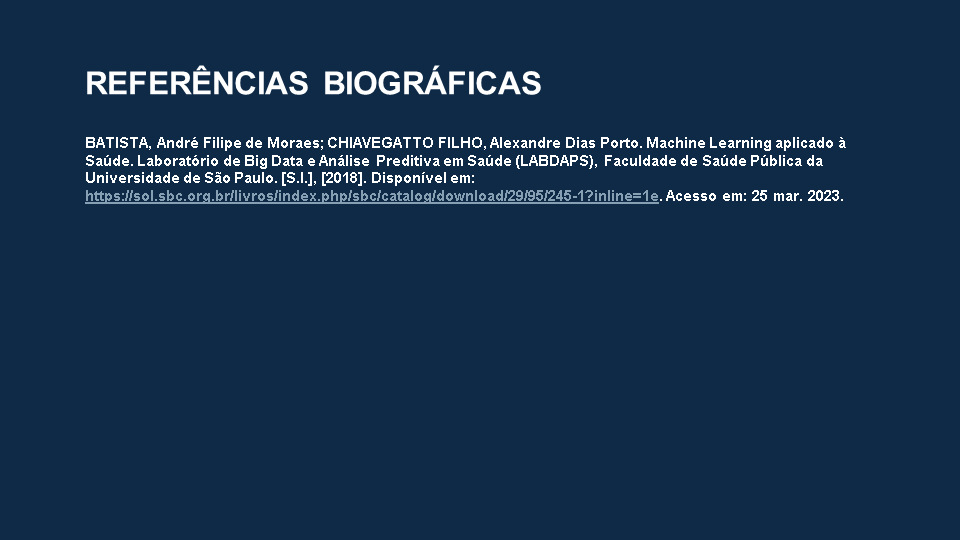 REFERÊNCIAS BIOGRÁFICAS
BATISTA, André Filipe de Moraes; CHIAVEGATTO FILHO, Alexandre Dias Porto. Machine Learning aplicado à
Saúde. Laboratório de Big Data e Análise Preditiva em Saúde (LABDAPS), Faculdade de Saúde Pública da
Universidade de São Paulo. [S.I.], [2018]. Disponível em:
https://sol.sbc.org.br/livros/index.php/sbc/catalog/download/29/95/245-1?inline=1e. Acesso em: 25 mar. 2023.